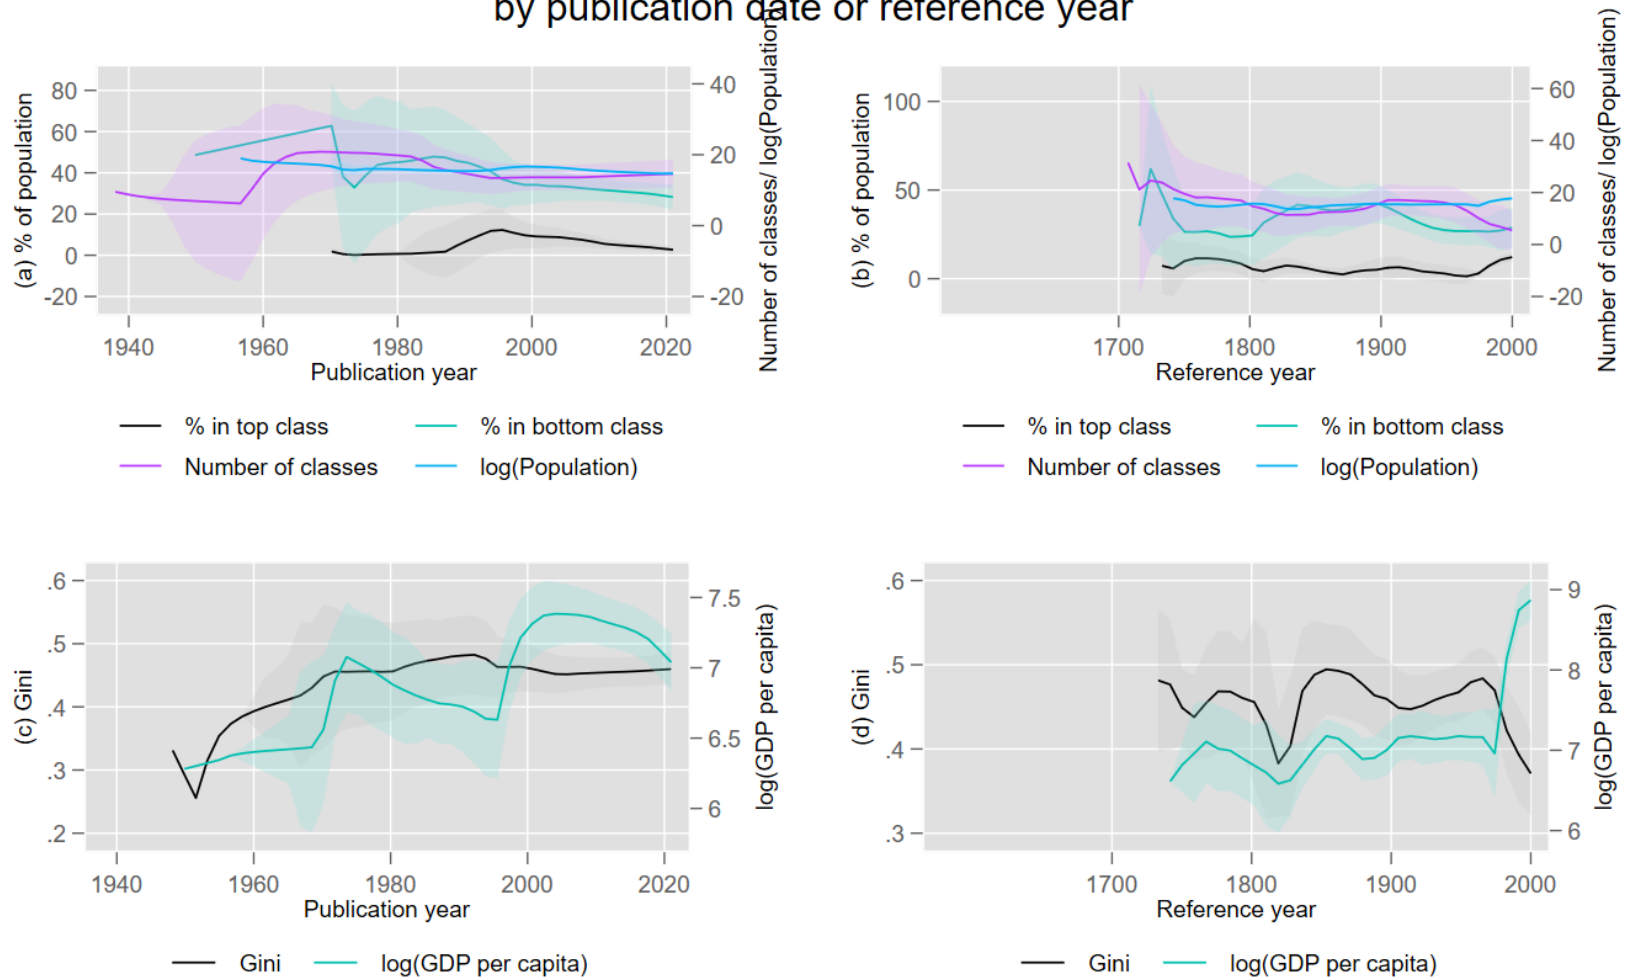 by publication date or reference year
(a) % of population
80
60
40
20
0
-20
40
20
0
-20
Number of classes/ log(Population)
1940 1960 1980 2000 2020
Publication year
% in top class % in bottom class
Number of classes log(Population)
(b) % of population
100
50
0
60
40
20
0
-20
Number of classes/ log(Population)
1700 1800 1900 2000
Reference year
% in top class % in bottom class
Number of classes log(Population)
(c) Gini
.6
.5
.4
.3
.2
7.5
7
6.5
6
log(GDP per capita)
1940 1960 1980 2000 2020
Publication year
Gini log(GDP per capita)
(d) Gini
.6
.5
.4
.3
9
8
7
6
log(GDP per capita)
1700 1800 1900 2000
Reference year
Gini log(GDP per capita)